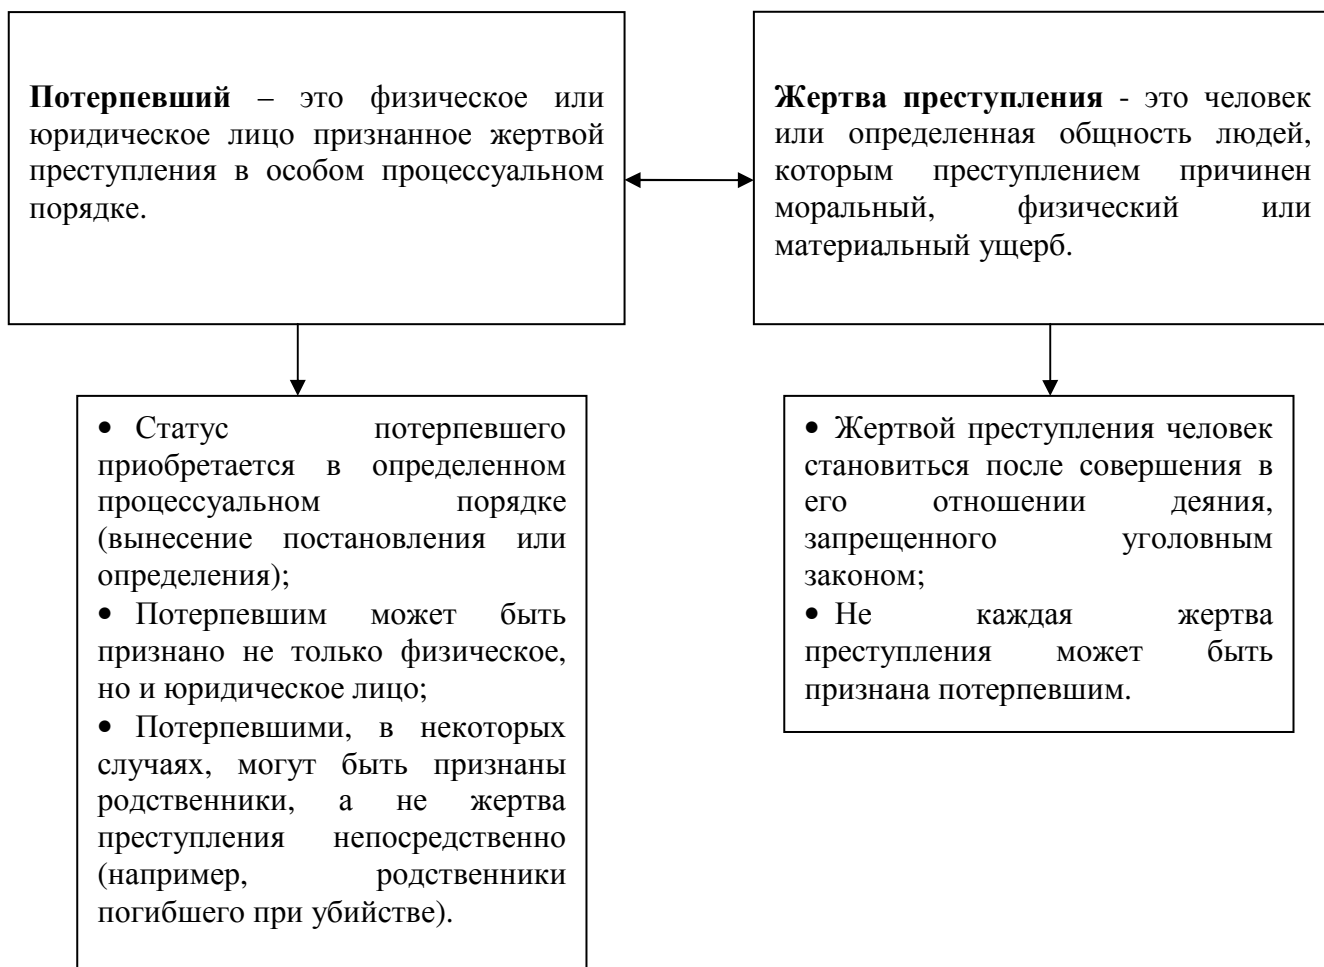 Потерпевший – это физическое или
юридическое лицо признанное жертвой
преступления в особом процессуальном
порядке.
Жертва преступления - это человек
или определенная общность людей,
которым преступлением причинен
моральный, физический или
материальный ущерб.
• Статус потерпевшего
приобретается в определенном
процессуальном порядке
(вынесение постановления или
определения);
• Потерпевшим может быть
признано не только физическое,
но и юридическое лицо;
• Потерпевшими, в некоторых
случаях, могут быть признаны
родственники, а не жертва
преступления непосредственно
(например, родственники
погибшего при убийстве).
• Жертвой преступления человек
становиться после совершения в
его отношении деяния,
запрещенного уголовным
законом;
• Не каждая жертва
преступления может быть
признана потерпевшим.